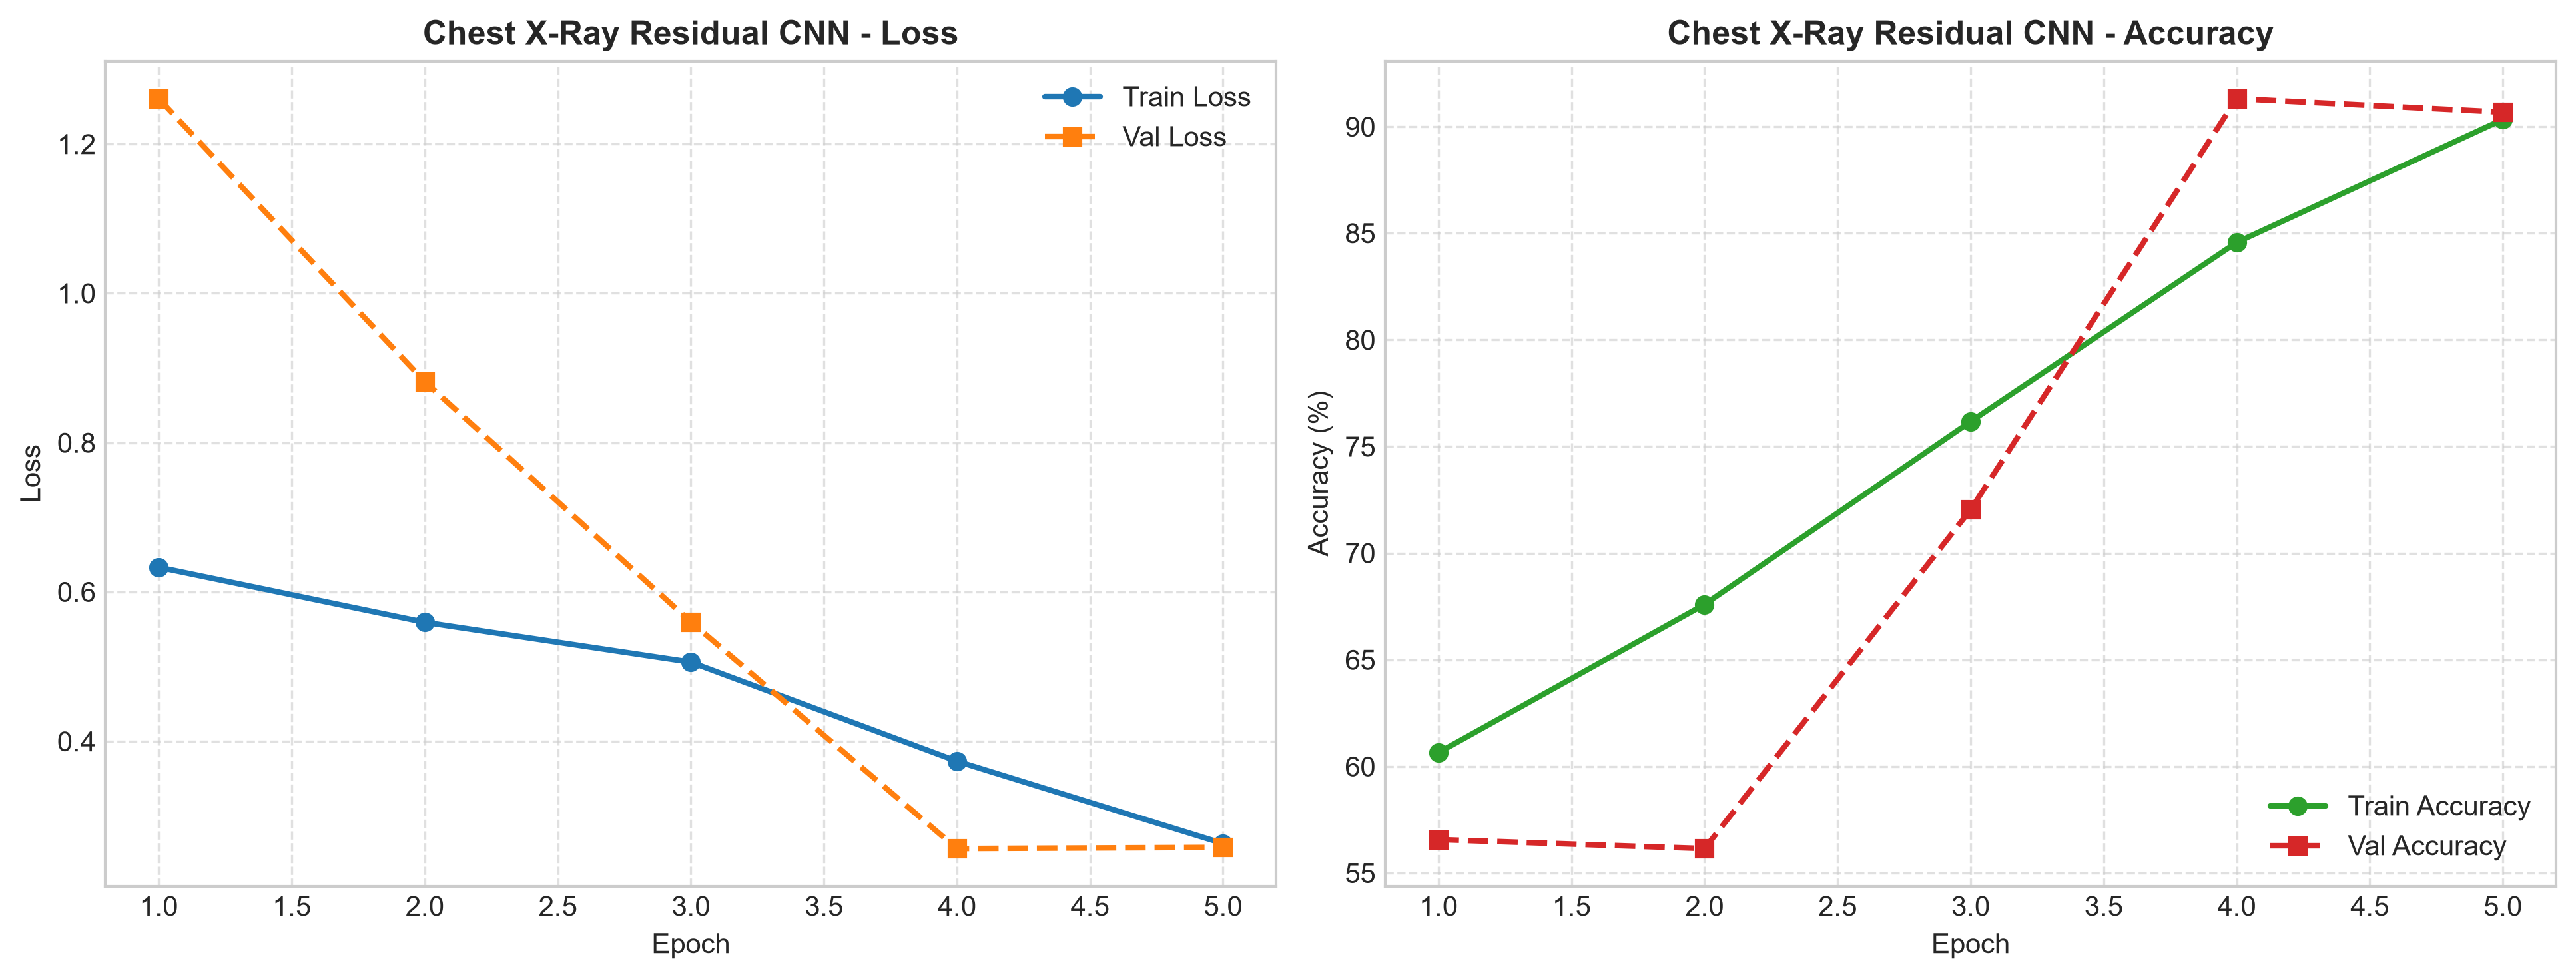 Chest X-Ray Residual CNN - Loss
Train Loss
Val Loss
1.2
1.0
0.8
0.6
0.4
Loss
1.0 1.5 2.0 2.5 3.0 3.5 4.0 4.5 5.0
Epoch
Chest X-Ray Residual CNN - Accuracy
90
85
80
75
70
65
60
55
Accuracy (%)
Train Accuracy
Val Accuracy
1.0 1.5 2.0 2.5 3.0 3.5 4.0 4.5 5.0
Epoch